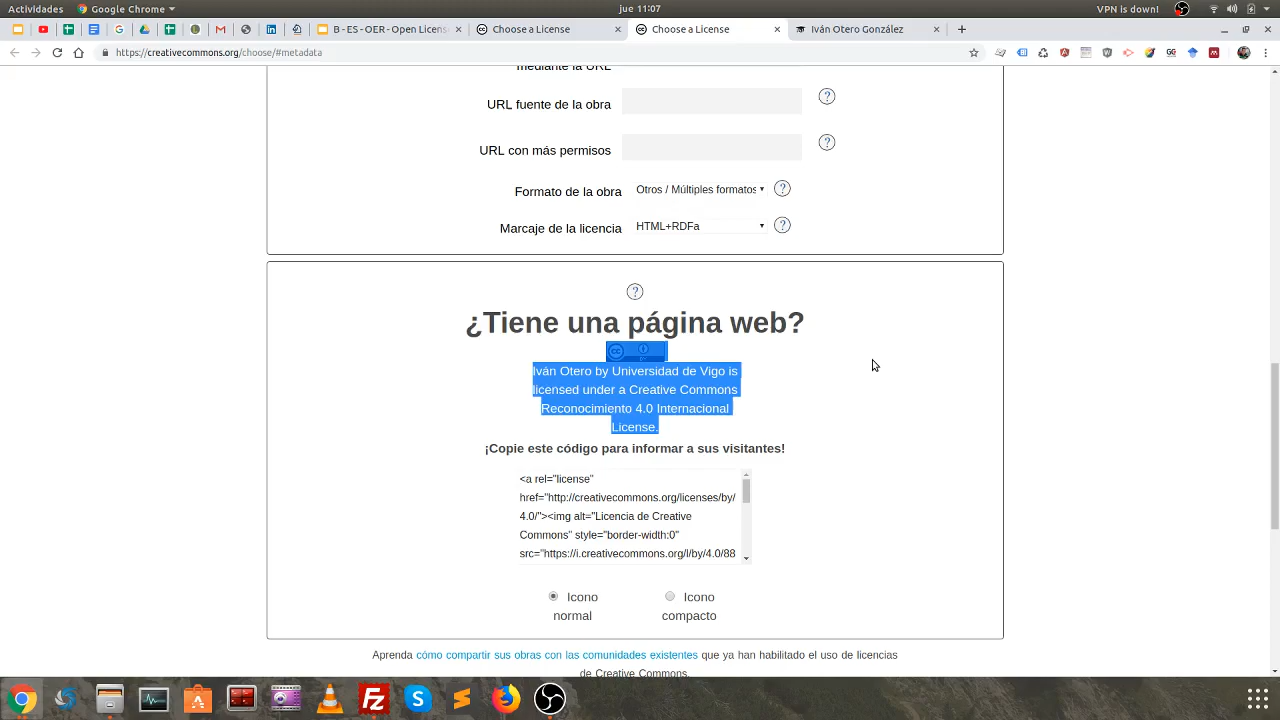 Actividades
Google Chrome
jue 11:07
VPN is down!
B - ES - OER - Open Licens
Choose a License
Choose a License
Iván Otero González
https://creativecommons.org/choose/#metadata
mediante la URL
URL fuente de la obra
?
URL con más permisos
?
Formato de la obra
Otros / Múltiples formatos
?
Marcaje de la licencia
HTML+RDFa
?
?
¿Tiene una página web?
Iván Otero by Universidad de Vigo is
licensed under a Creative Commons
Reconocimiento 4.0 Internacional
License.
¡Copie este código para informar a sus visitantes!
<a rel="license"
href="http://creativecommons.org/licenses/by/
4.0/"><img alt="Licencia de Creative
Commons" style="border-width:0"
src="https://i.creativecommons.org/l/by/4.0/88
Icono
normal
Icono
compacto
Aprenda cómo compartir sus obras con las comunidades existentes que ya han habilitado el uso de licencias
de Creative Commons.